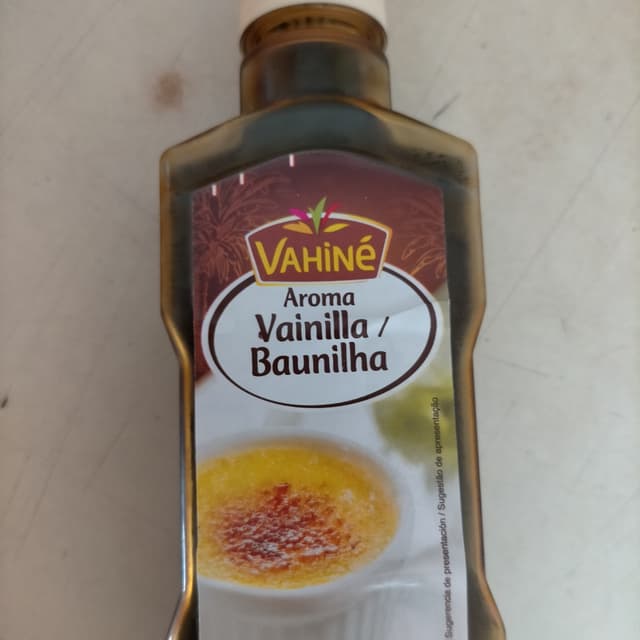 VAHINé
Aroma
Vainilla /
Baunilha
Sugerencia de presentación / Sugestão de apresentação